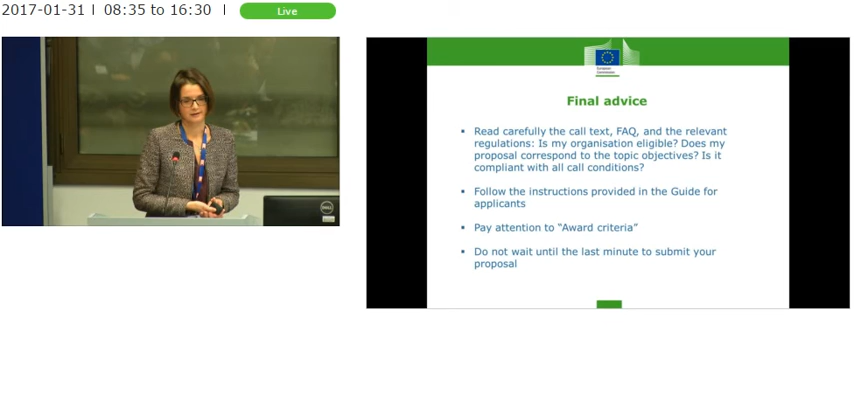 2017-01-31 | 08:35 to 16:30 |
Live
DELL
European
Commission
Final advice
▪ Read carefully the call text, FAQ, and the relevant
regulations: Is my organisation eligible? Does my
proposal correspond to the topic objectives? Is it
compliant with all call conditions?
▪ Follow the instructions provided in the Guide for
applicants
▪ Pay attention to “Award criteria”
▪ Do not wait until the last minute to submit your
proposal